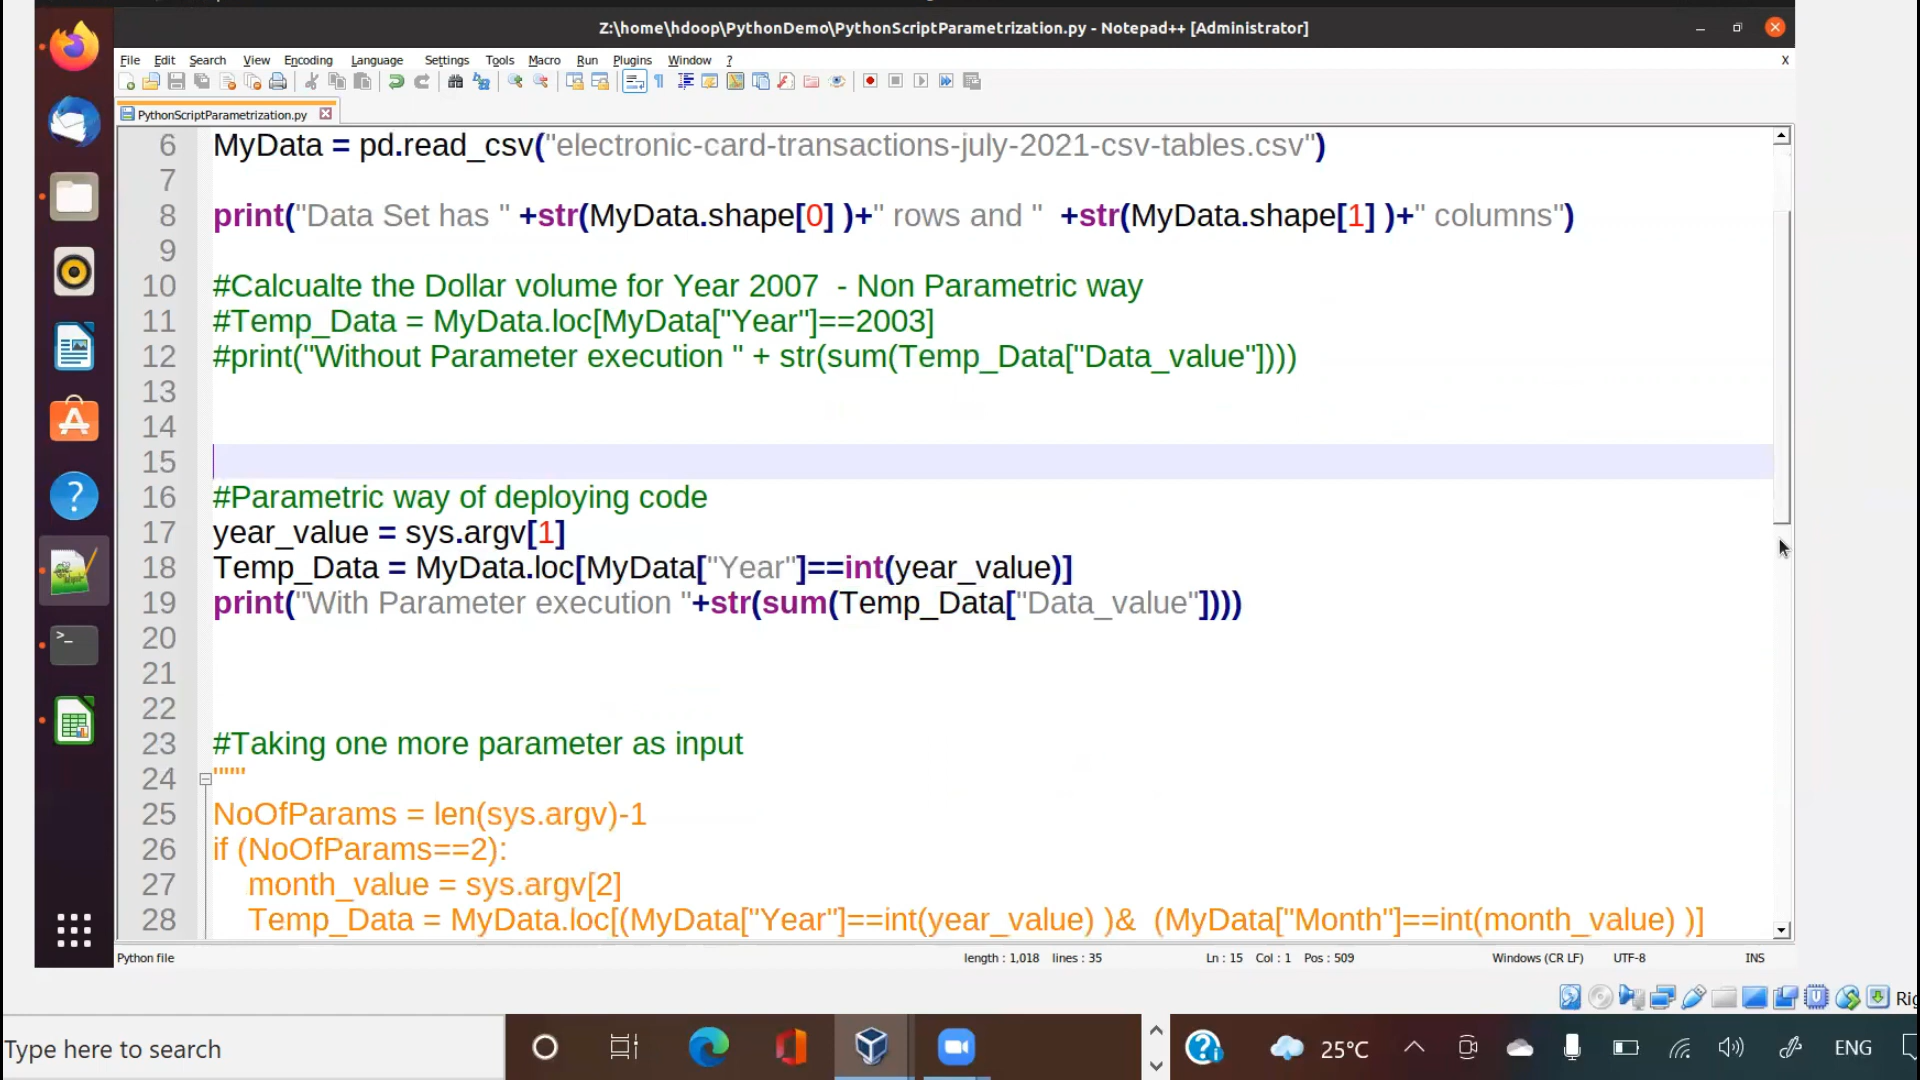 Z:\home\hdoop\PythonDemo\PythonScriptParametrization.py - Notepad++ [Administrator]
File Edit Search View Encoding Language Settings Tools Macro Run Plugins Window ? X
PythonScriptParametrization.py
6 MyData = pd.read_csv("electronic-card-transactions-july-2021-csv-tables.csv")
7
8 print("Data Set has " +str(MyData.shape[0] )+" rows and "  +str(MyData.shape[1] )+" columns")
9
10 #Calcualte the Dollar volume for Year 2007  - Non Parametric way
11 #Temp_Data = MyData.loc[MyData["Year"]==2003]
12 #print("Without Parameter execution " + str(sum(Temp_Data["Data_value"])))
13
14
15
16 #Parametric way of deploying code
17 year_value = sys.argv[1]
18 Temp_Data = MyData.loc[MyData["Year"]==int(year_value)]
19 print("With Parameter execution "+str(sum(Temp_Data["Data_value"])))
20
21
22
23 #Taking one more parameter as input
24 """
25 NoOfParams = len(sys.argv)-1
26 if (NoOfParams==2):
27     month_value = sys.argv[2]
28     Temp_Data = MyData.loc[(MyData["Year"]==int(year_value) )&  (MyData["Month"]==int(month_value) )]
Python file length : 1,018 lines : 35 Ln : 15 Col : 1 Pos : 509 Windows (CR LF) UTF-8 INS
Rig
Type here to search 25°C ENG